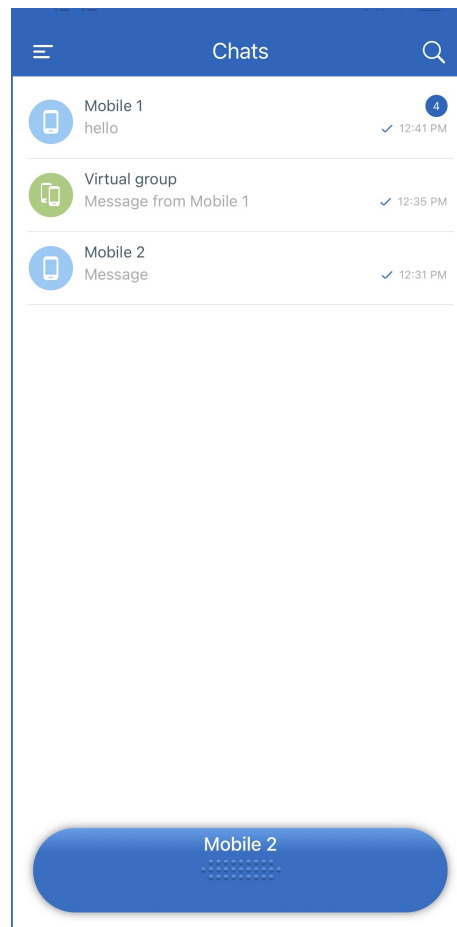 Chats
Mobile 1
4
hello
12:41 PM
Virtual group
Message from Mobile 1
12:35 PM
Mobile 2
Message
12:31 PM
Mobile 2